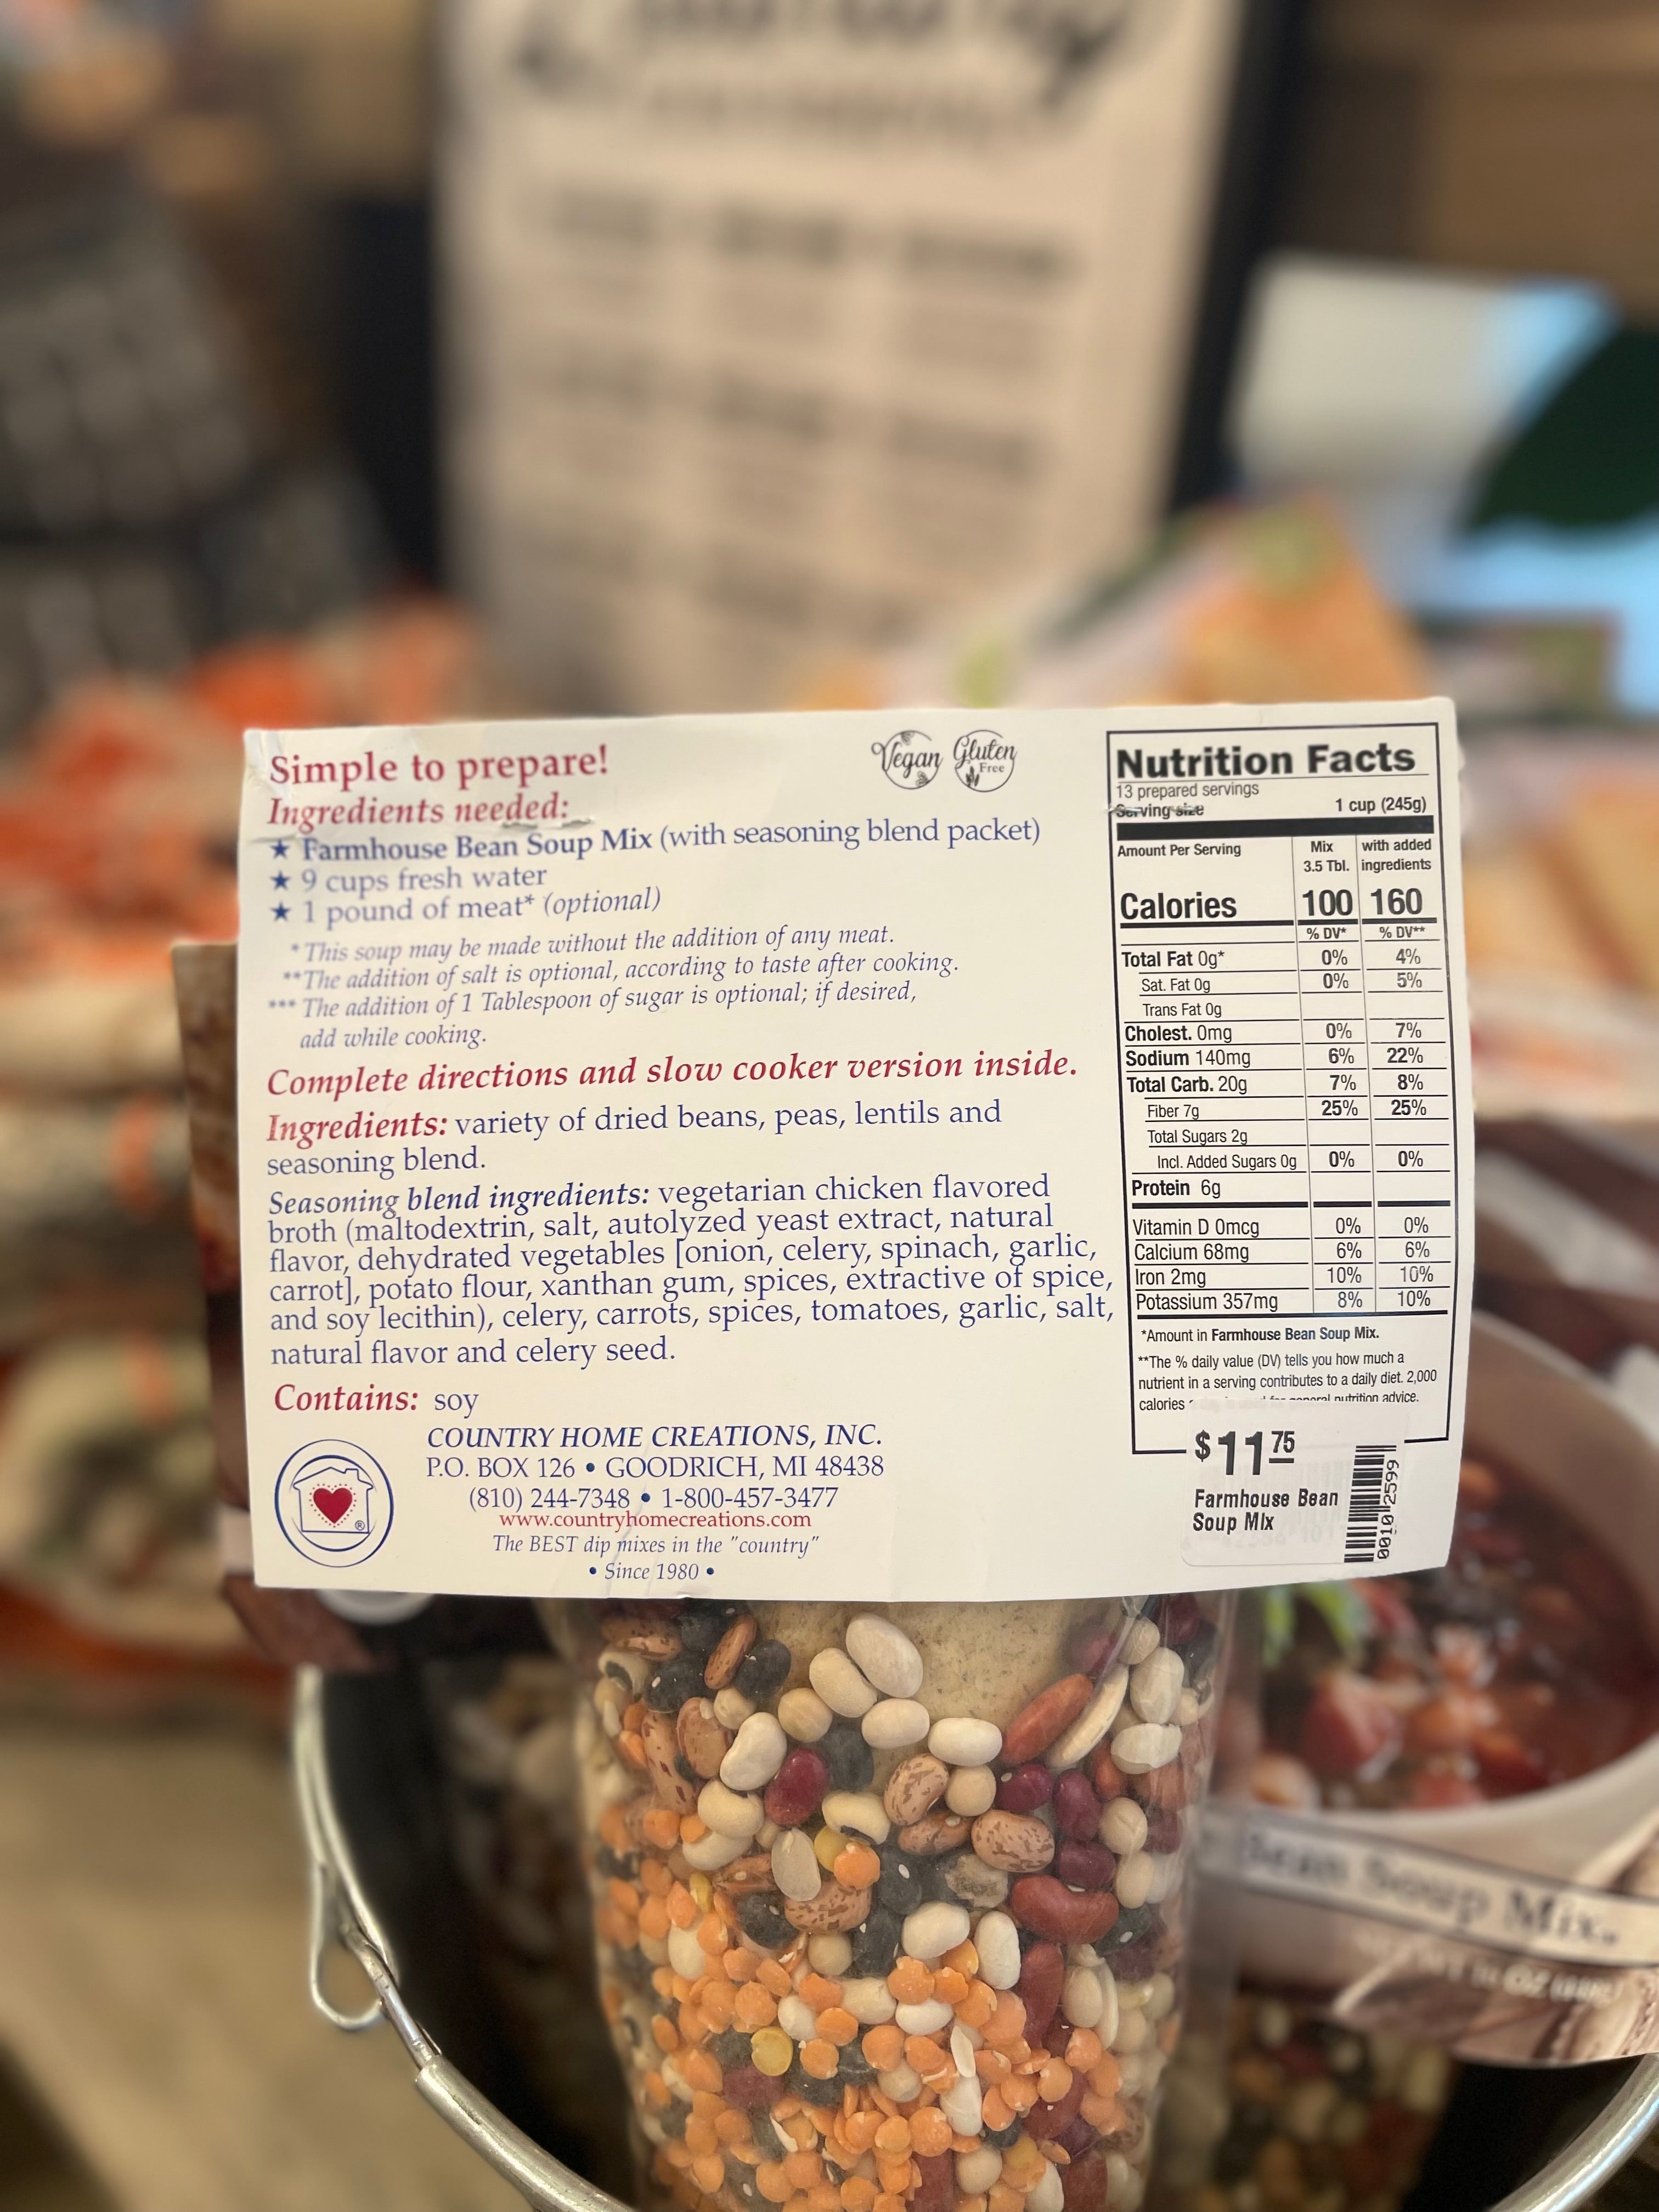 Simple to prepare!
Vegan
Gluten
Free
Ingredients needed:
★ Farmhouse Bean Soup Mix (with seasoning blend packet)
★ 9 cups fresh water
★ 1 pound of meat* (optional)
*This soup may be made without the addition of any meat.
**The addition of salt is optional, according to taste after cooking.
*** The addition of 1 Tablespoon of sugar is optional; if desired,
add while cooking.
Complete directions and slow cooker version inside.
Ingredients: variety of dried beans, peas, lentils and
seasoning blend.
Seasoning blend ingredients: vegetarian chicken flavored
broth (maltodextrin, salt, autolyzed yeast extract, natural
flavor, dehydrated vegetables [onion, celery, spinach, garlic,
carrot], potato flour, xanthan gum, spices, extractive of spice,
and soy lecithin), celery, carrots, spices, tomatoes, garlic, salt,
natural flavor and celery seed.
Contains: soy
COUNTRY HOME CREATIONS, INC.
P.O. BOX 126 • GOODRICH, MI 48438
(810) 244-7348 • 1-800-457-3477
www.countryhomecreations.com
The BEST dip mixes in the "country"
• Since 1980 •
®
Nutrition Facts
13 prepared servings
Serving size 1 cup (245g)
Amount Per Serving Mix 3.5 Tbl. with added ingredients
Calories 100 160
% DV* % DV**
Total Fat 0g* 0% 4%
Sat. Fat 0g 0% 5%
Trans Fat 0g
Cholest. 0mg 0% 7%
Sodium 140mg 6% 22%
Total Carb. 20g 7% 8%
Fiber 7g 25% 25%
Total Sugars 2g
Incl. Added Sugars 0g 0% 0%
Protein 6g
Vitamin D 0mcg 0% 0%
Calcium 68mg 6% 6%
Iron 2mg 10% 10%
Potassium 357mg 8% 10%
*Amount in Farmhouse Bean Soup Mix.
**The % daily value (DV) tells you how much a
nutrient in a serving contributes to a daily diet. 2,000
calories general nutrition advice.
$11.75
Farmhouse Bean
Soup Mix
0010 2599
Bean Soup Mix.